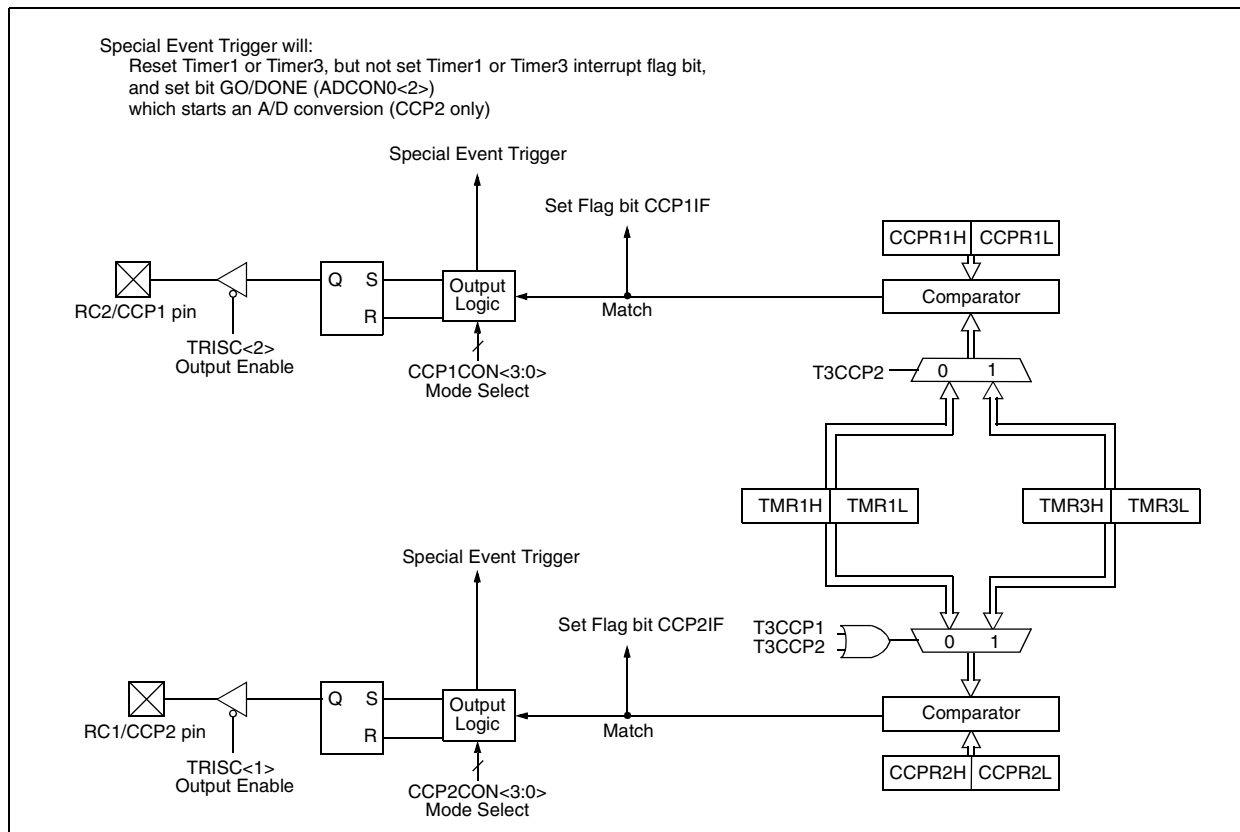 Special Event Trigger will:
Reset Timer1 or Timer3, but not set Timer1 or Timer3 interrupt flag bit,
and set bit GO/DONE (ADCON0<2>)
which starts an A/D conversion (CCP2 only)
Special Event Trigger
Set Flag bit CCP1IF
CCPR1H CCPR1L
Q S
R
Output
Logic
Comparator
RC2/CCP1 pin
Match
TRISC<2>
Output Enable
CCP1CON<3:0>
Mode Select
T3CCP2
0 1
TMR1H TMR1L
TMR3H TMR3L
Special Event Trigger
Set Flag bit CCP2IF
T3CCP1
T3CCP2
0 1
Q S
R
Output
Logic
Comparator
RC1/CCP2 pin
Match
TRISC<1>
Output Enable
CCP2CON<3:0>
Mode Select
CCPR2H CCPR2L